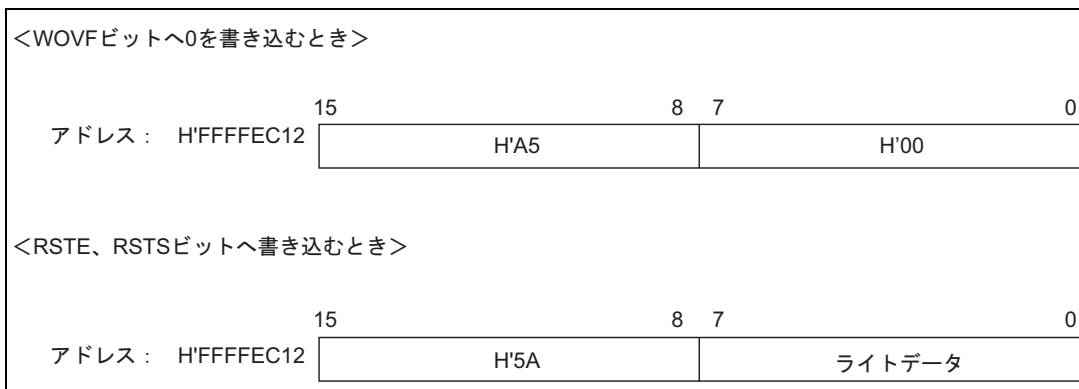 ＜WOVFビットへ0を書き込むとき＞
15 8 7 0
アドレス： H'FFFFEC12 H'A5 H’00
＜RSTE、RSTSビットへ書き込むとき＞
15 8 7 0
アドレス： H'FFFFEC12 H'5A ライトデータ